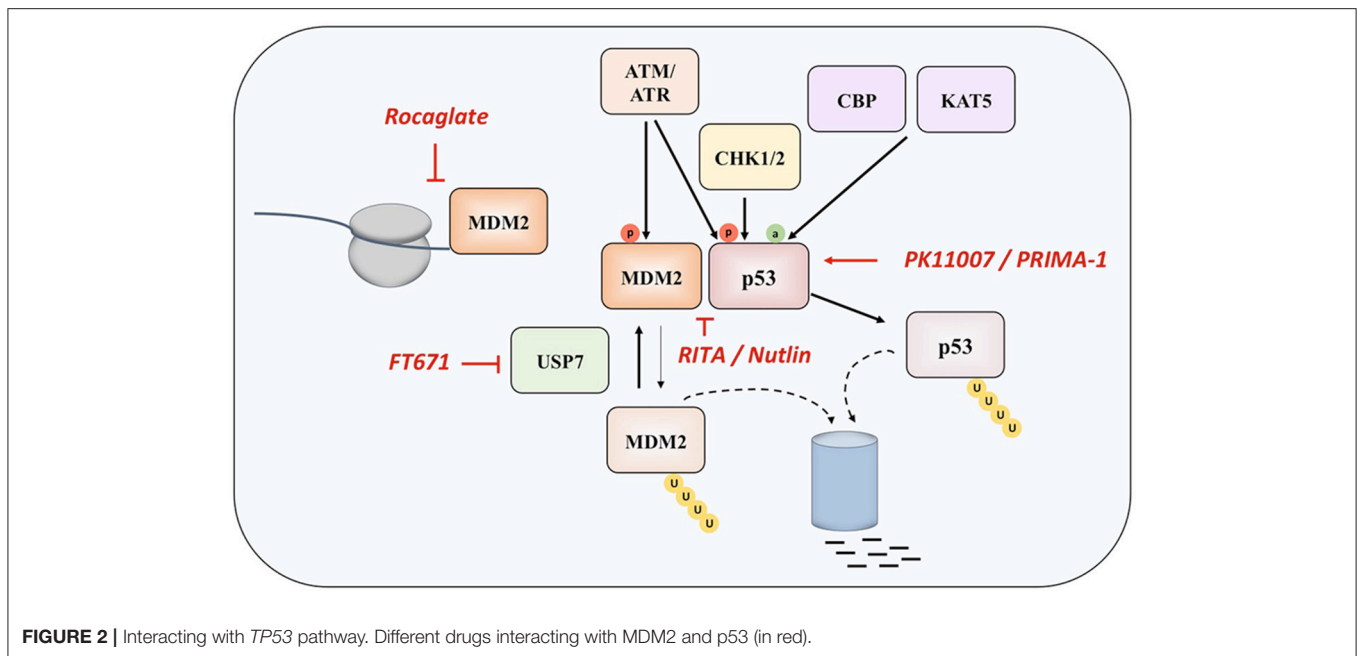 ATM/
ATR
CBP
KAT5
Rocaglate
CHK1/2
MDM2
p
p
a
MDM2
p53
PK11007 / PRIMA-1
FT671
USP7
RITA / Nutlin
p53
U
U
U
U
MDM2
U
U
U
U
FIGURE 2 | Interacting with TP53 pathway. Different drugs interacting with MDM2 and p53 (in red).